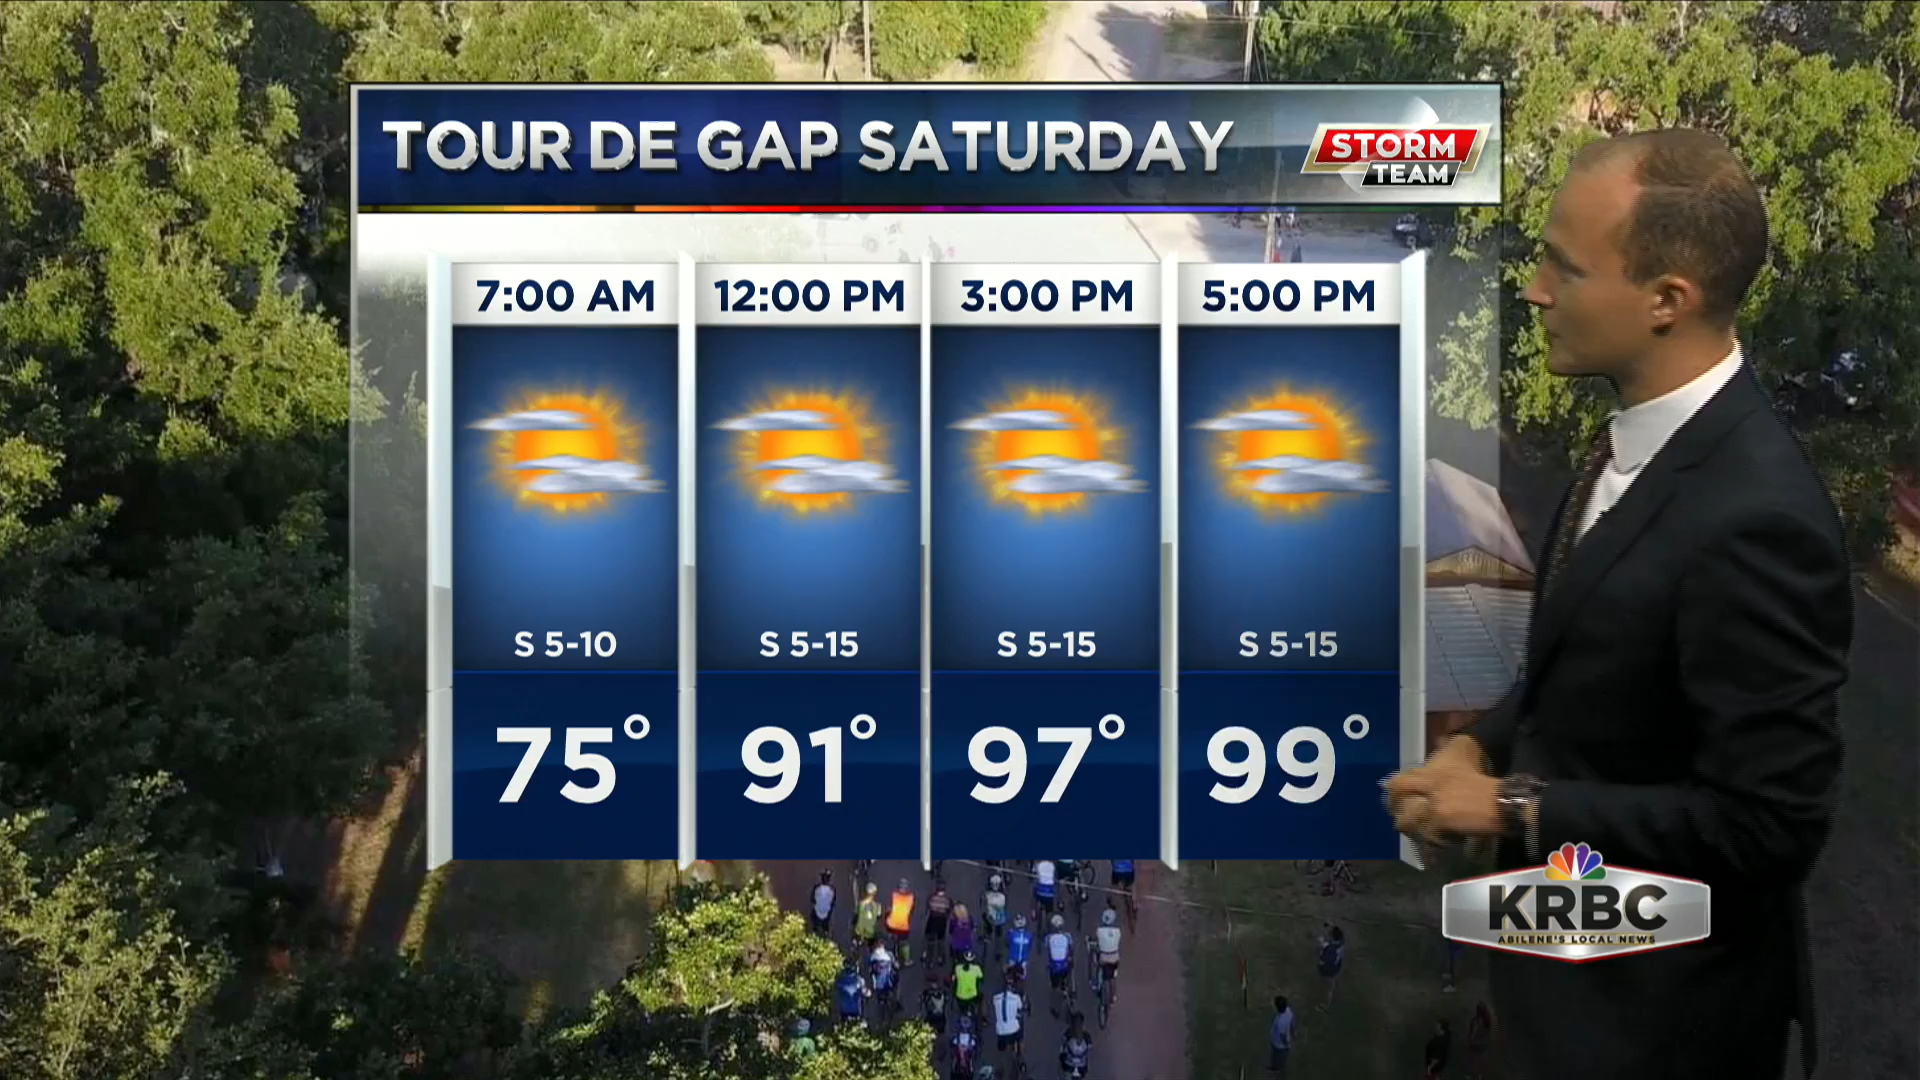 TOUR DE GAP SATURDAY
STORM
TEAM
7:00 AM 12:00 PM 3:00 PM 5:00 PM
S 5-10 S 5-15 S 5-15 S 5-15
75° 91° 97° 99°
KRBC
ABILENE'S LOCAL NEWS